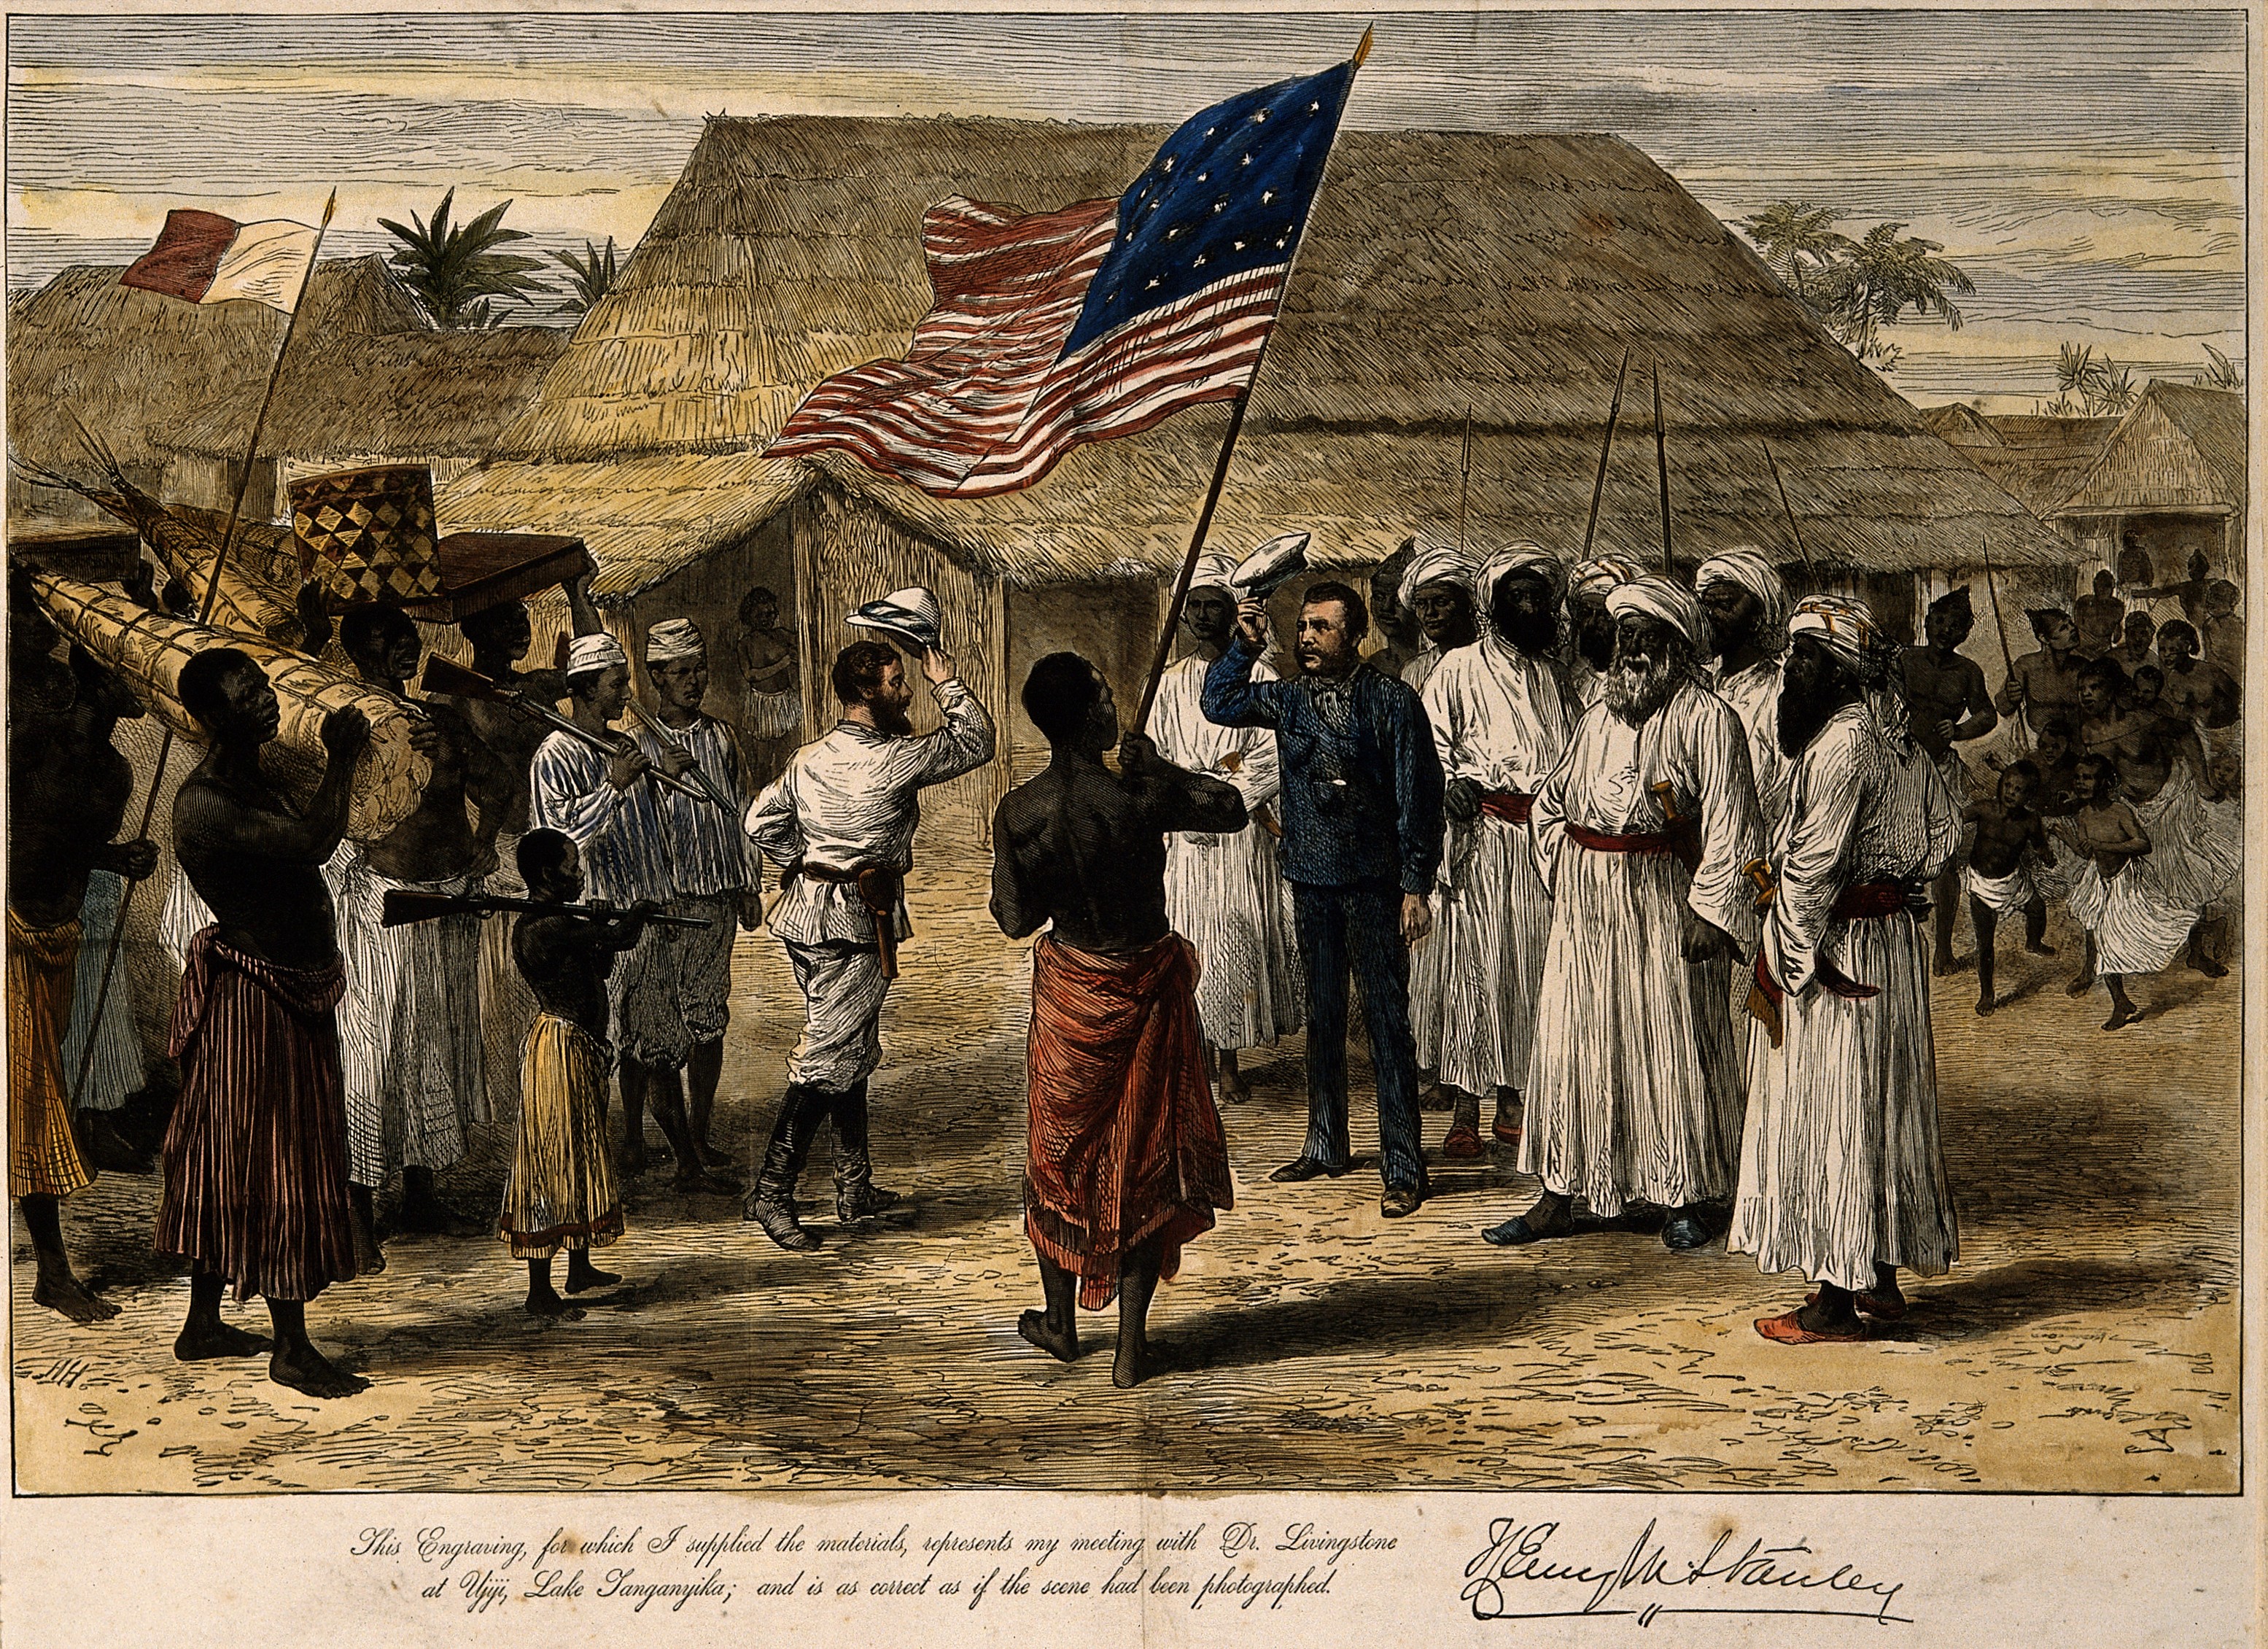 HH
This Engraving, for which I supplied the materials, represents my meeting with Dr. Livingstone
at Ujiji, Lake Tanganyika; and is as correct as if the scene had been photographed.
Henry M. Stanley